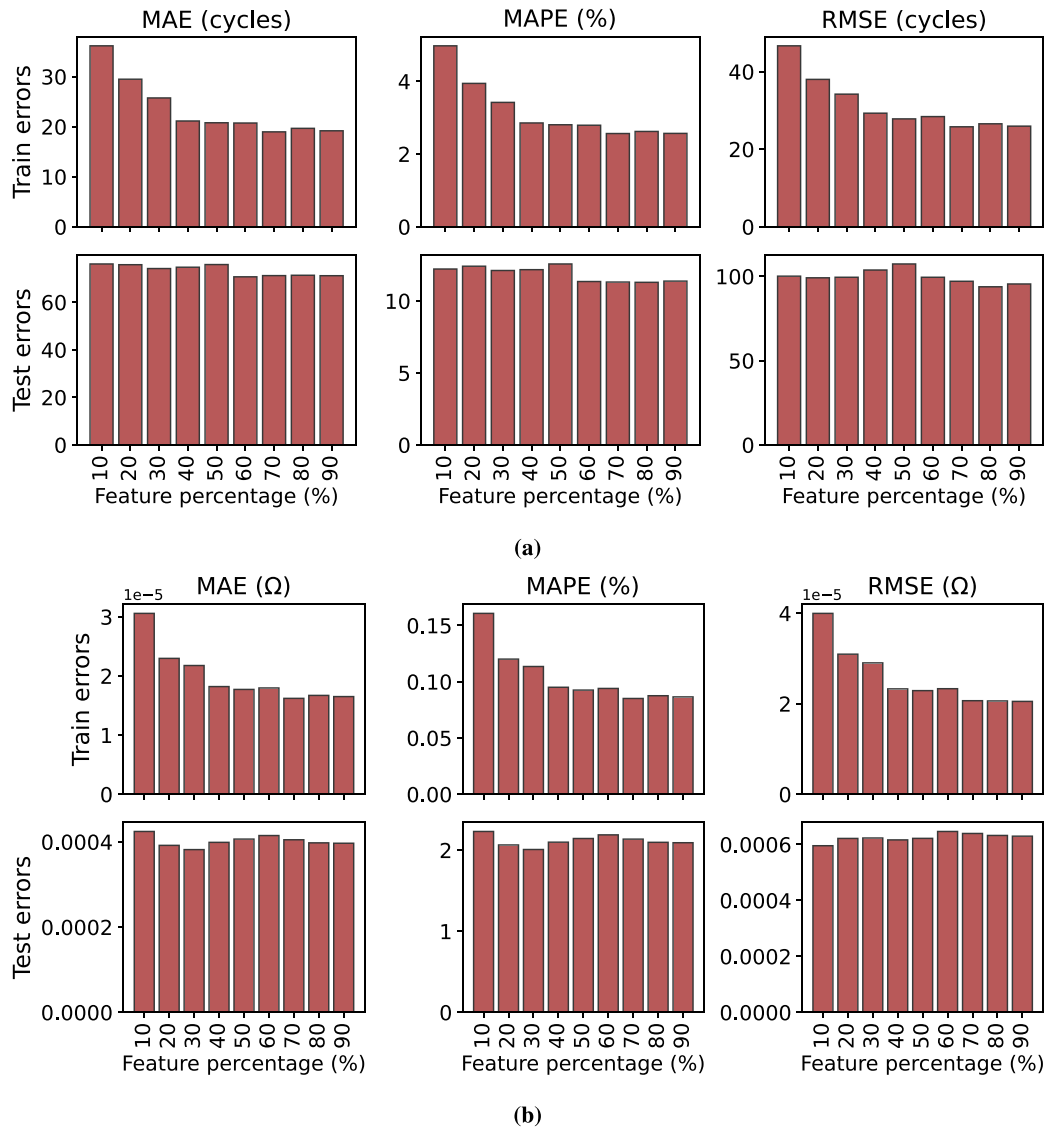 MAE (cycles) MAPE (%) RMSE (cycles)
Train errors
30
20
10
0
4
2
0
40
20
0
Test errors
60
40
20
0
10
5
0
100
50
0
10 20 30 40 50 60 70 80 90
10 20 30 40 50 60 70 80 90
10 20 30 40 50 60 70 80 90
Feature percentage (%) Feature percentage (%) Feature percentage (%)
(a)
MAE (Ω) MAPE (%) RMSE (Ω)
1e−5
1e−5
Train errors
3
2
1
0
0.15
0.10
0.05
0.00
4
2
0
Test errors
0.0004
0.0002
0.0000
2
1
0
0.0006
0.0004
0.0002
0.0000
10 20 30 40 50 60 70 80 90
10 20 30 40 50 60 70 80 90
10 20 30 40 50 60 70 80 90
Feature percentage (%) Feature percentage (%) Feature percentage (%)
(b)